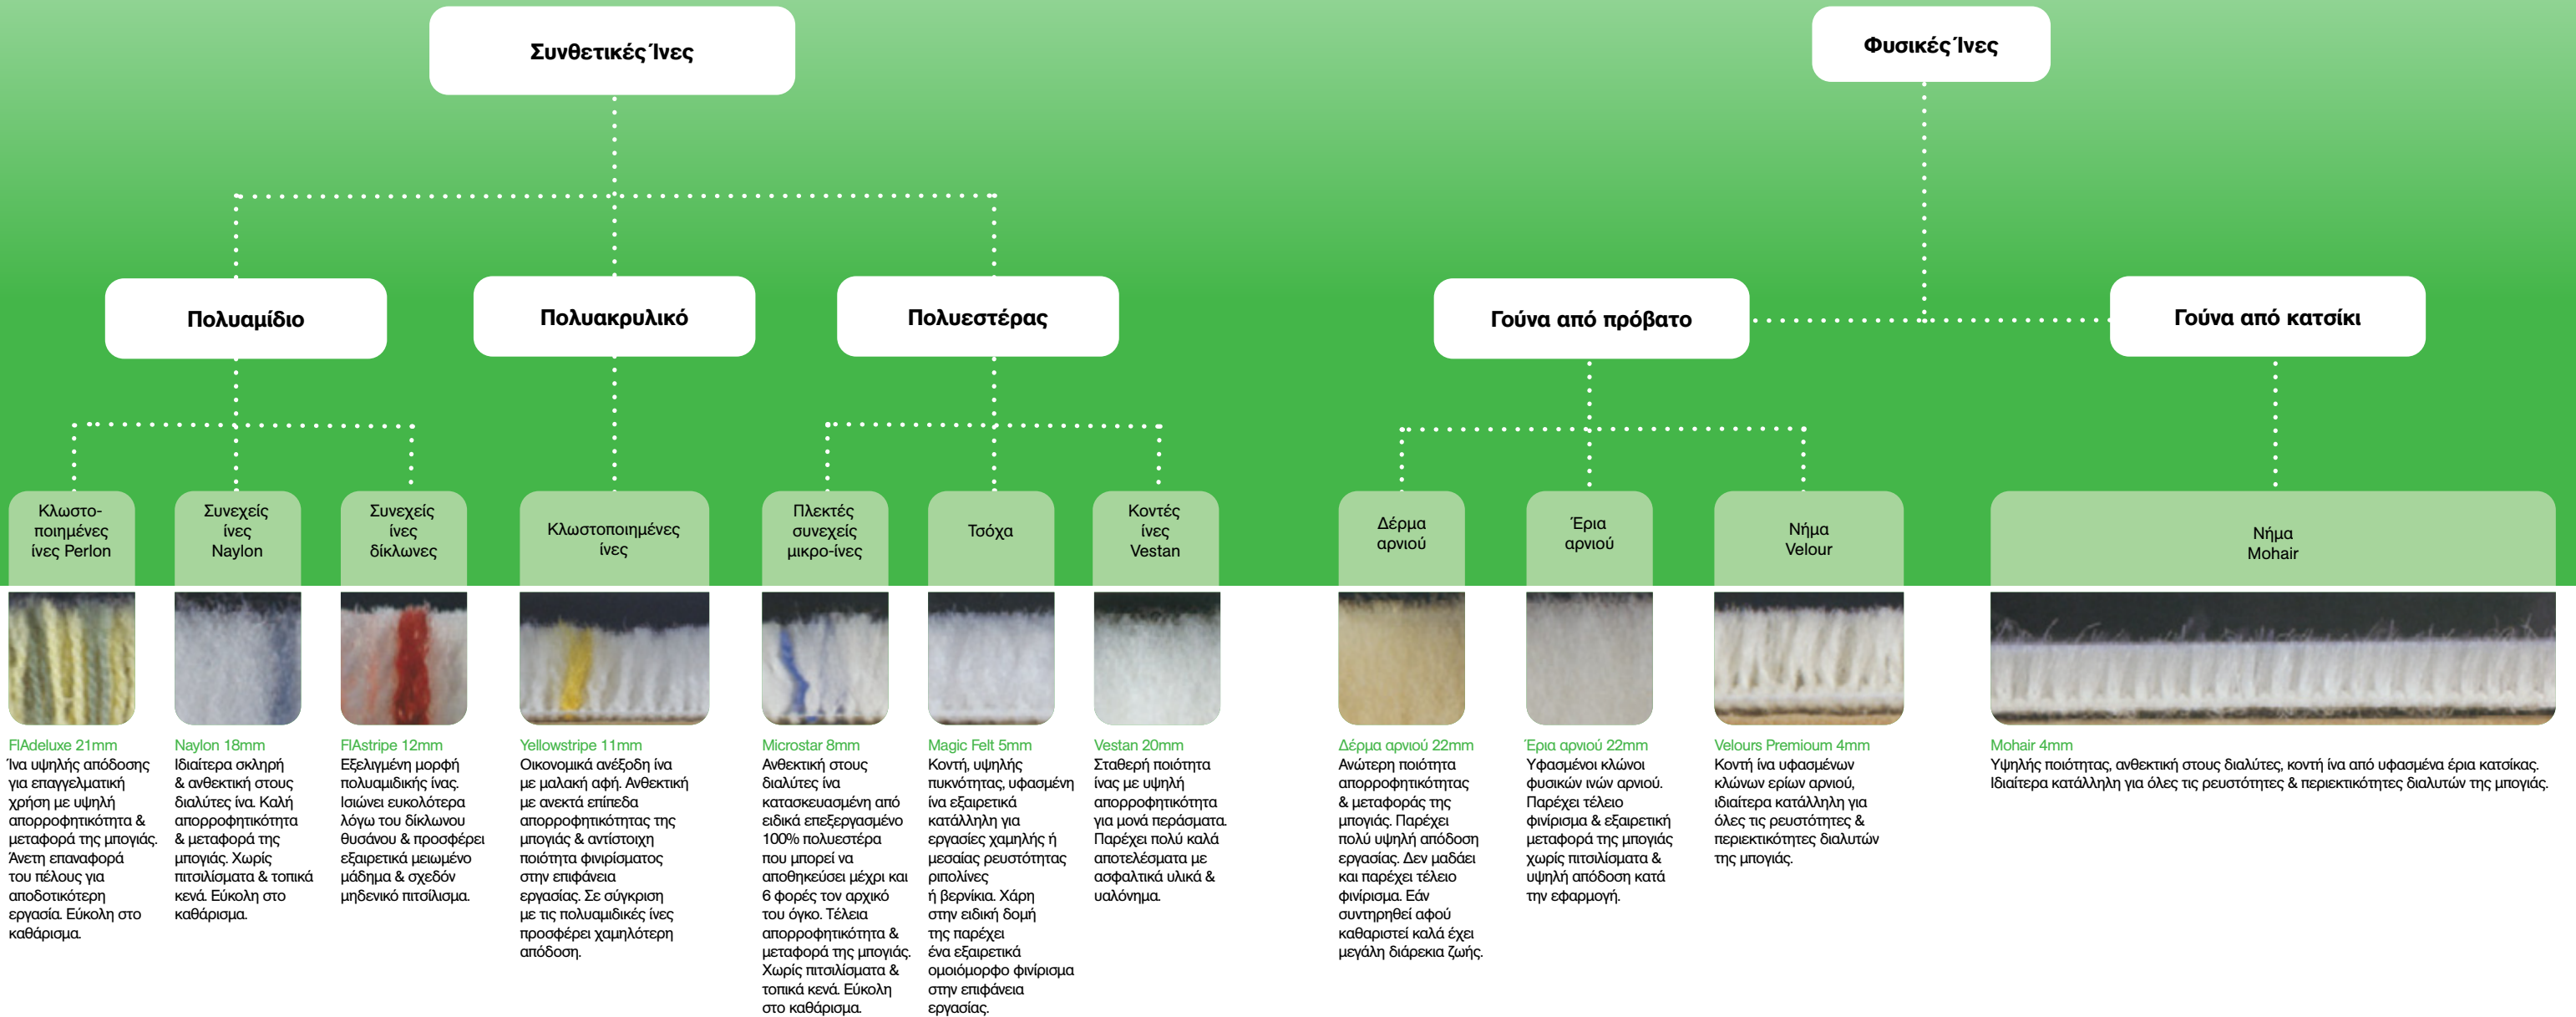 Συνθετικές Ίνες
Φυσικές Ίνες
Πολυαμίδιο
Πολυακρυλικό
Πολυεστέρας
Γούνα από πρόβατο
Γούνα από κατσίκι
Κλωστο-
ποιημένες
ίνες Perlon
Συνεχείς
ίνες
Naylon
Συνεχείς
ίνες
δίκλωνες
Κλωστοποιημένες
ίνες
Πλεκτές
συνεχείς
μικρο-ίνες
Τσόχα
Κοντές
ίνες
Vestan
Δέρμα
αρνιού
Έρια
αρνιού
Νήμα
Velour
Νήμα
Mohair
FIAdeluxe 21mm
Ίνα υψηλής απόδοσης
για επαγγελματική
χρήση με υψηλή
απορροφητικότητα &
μεταφορά της μπογιάς.
Άνετη επαναφορά
του πέλους για
αποδοτικότερη
εργασία. Εύκολη στο
καθάρισμα.
Naylon 18mm
Ιδιαίτερα σκληρή
& ανθεκτική στους
διαλύτες ίνα. Καλή
απορροφητικότητα
& μεταφορά της
μπογιάς. Χωρίς
πιτσιλίσματα & τοπικά
κενά. Εύκολη στο
καθάρισμα.
FIAstripe 12mm
Εξελιγμένη μορφή
πολυαμιδικής ίνας.
Ισιώνει ευκολότερα
λόγω του δίκλωνου
θυσάνου & προσφέρει
εξαιρετικά μειωμένο
μάδημα & σχεδόν
μηδενικό πιτσίλισμα.
Yellowstripe 11mm
Οικονομικά ανέξοδη ίνα
με μαλακή αφή. Ανθεκτική
με ανεκτά επίπεδα
απορροφητικότητας της
μπογιάς & αντίστοιχη
ποιότητα φινιρίσματος
στην επιφάνεια
εργασίας. Σε σύγκριση
με τις πολυαμιδικές ίνες
προσφέρει χαμηλότερη
απόδοση.
Microstar 8mm
Ανθεκτική στους
διαλύτες ίνα
κατασκευασμένη από
ειδικά επεξεργασμένο
100% πολυεστέρα
που μπορεί να
αποθηκεύσει μέχρι και
6 φορές τον αρχικό
του όγκο. Τέλεια
απορροφητικότητα &
μεταφορά της μπογιάς.
Χωρίς πιτσιλίσματα &
τοπικά κενά. Εύκολη
στο καθάρισμα.
Magic Felt 5mm
Κοντή, υψηλής
πυκνότητας, υφασμένη
ίνα εξαιρετικά
κατάλληλη για
εργασίες χαμηλής ή
μεσαίας ρευστότητας
ριπολίνες
ή βερνίκια. Χάρη
στην ειδική δομή
της παρέχει
ένα εξαιρετικά
ομοιόμορφο φινίρισμα
στην επιφάνεια
εργασίας.
Vestan 20mm
Σταθερή ποιότητα
ίνας με υψηλή
απορροφητικότητα
για μονά περάσματα.
Παρέχει πολύ καλά
αποτελέσματα με
ασφαλτικά υλικά &
υαλόνημα.
Δέρμα αρνιού 22mm
Ανώτερη ποιότητα
απορροφητικότητας
& μεταφοράς της
μπογιάς. Παρέχει
πολύ υψηλή απόδοση
εργασίας. Δεν μαδάει
και παρέχει τέλειο
φινίρισμα. Εάν
συντηρηθεί αφού
καθαριστεί καλά έχει
μεγάλη διάρκεια ζωής.
Έρια αρνιού 22mm
Υφασμένοι κλώνοι
φυσικών ινών αρνιού.
Παρέχει τέλειο
φινίρισμα & εξαιρετική
μεταφορά της μπογιάς
χωρίς πιτσιλίσματα &
υψηλή απόδοση κατά
την εφαρμογή.
Velours Premioum 4mm
Κοντή ίνα υφασμένων
κλώνων ερίων αρνιού,
ιδιαίτερα κατάλληλη για
όλες τις ρευστότητες &
περιεκτικότητες διαλυτών
της μπογιάς.
Mohair 4mm
Υψηλής ποιότητας, ανθεκτική στους διαλύτες, κοντή ίνα από υφασμένα έρια κατσίκας.
Ιδιαίτερα κατάλληλη για όλες τις ρευστότητες & περιεκτικότητες διαλυτών της μπογιάς.